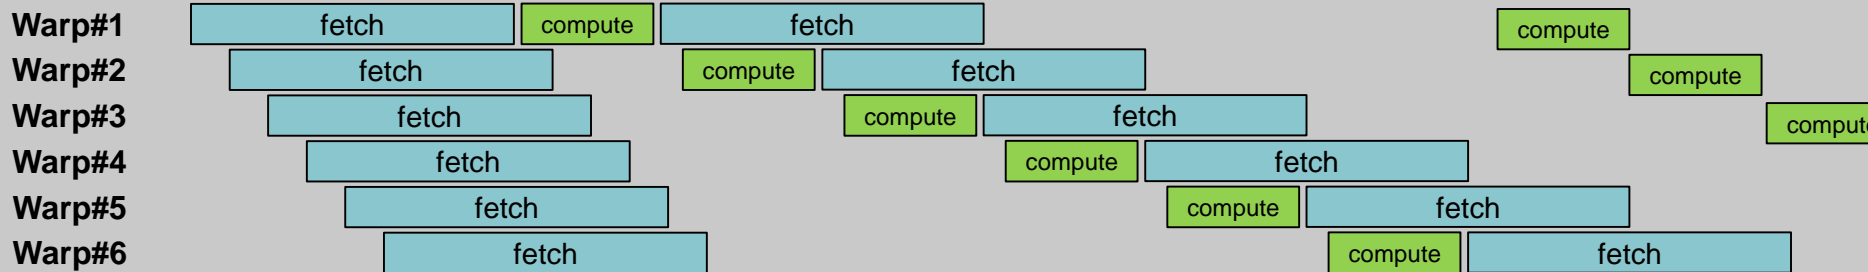 Warp#1 fetch compute fetch compute
Warp#2 fetch compute fetch compute
Warp#3 fetch compute fetch comput
Warp#4 fetch compute fetch
Warp#5 fetch compute fetch
Warp#6 fetch compute fetch